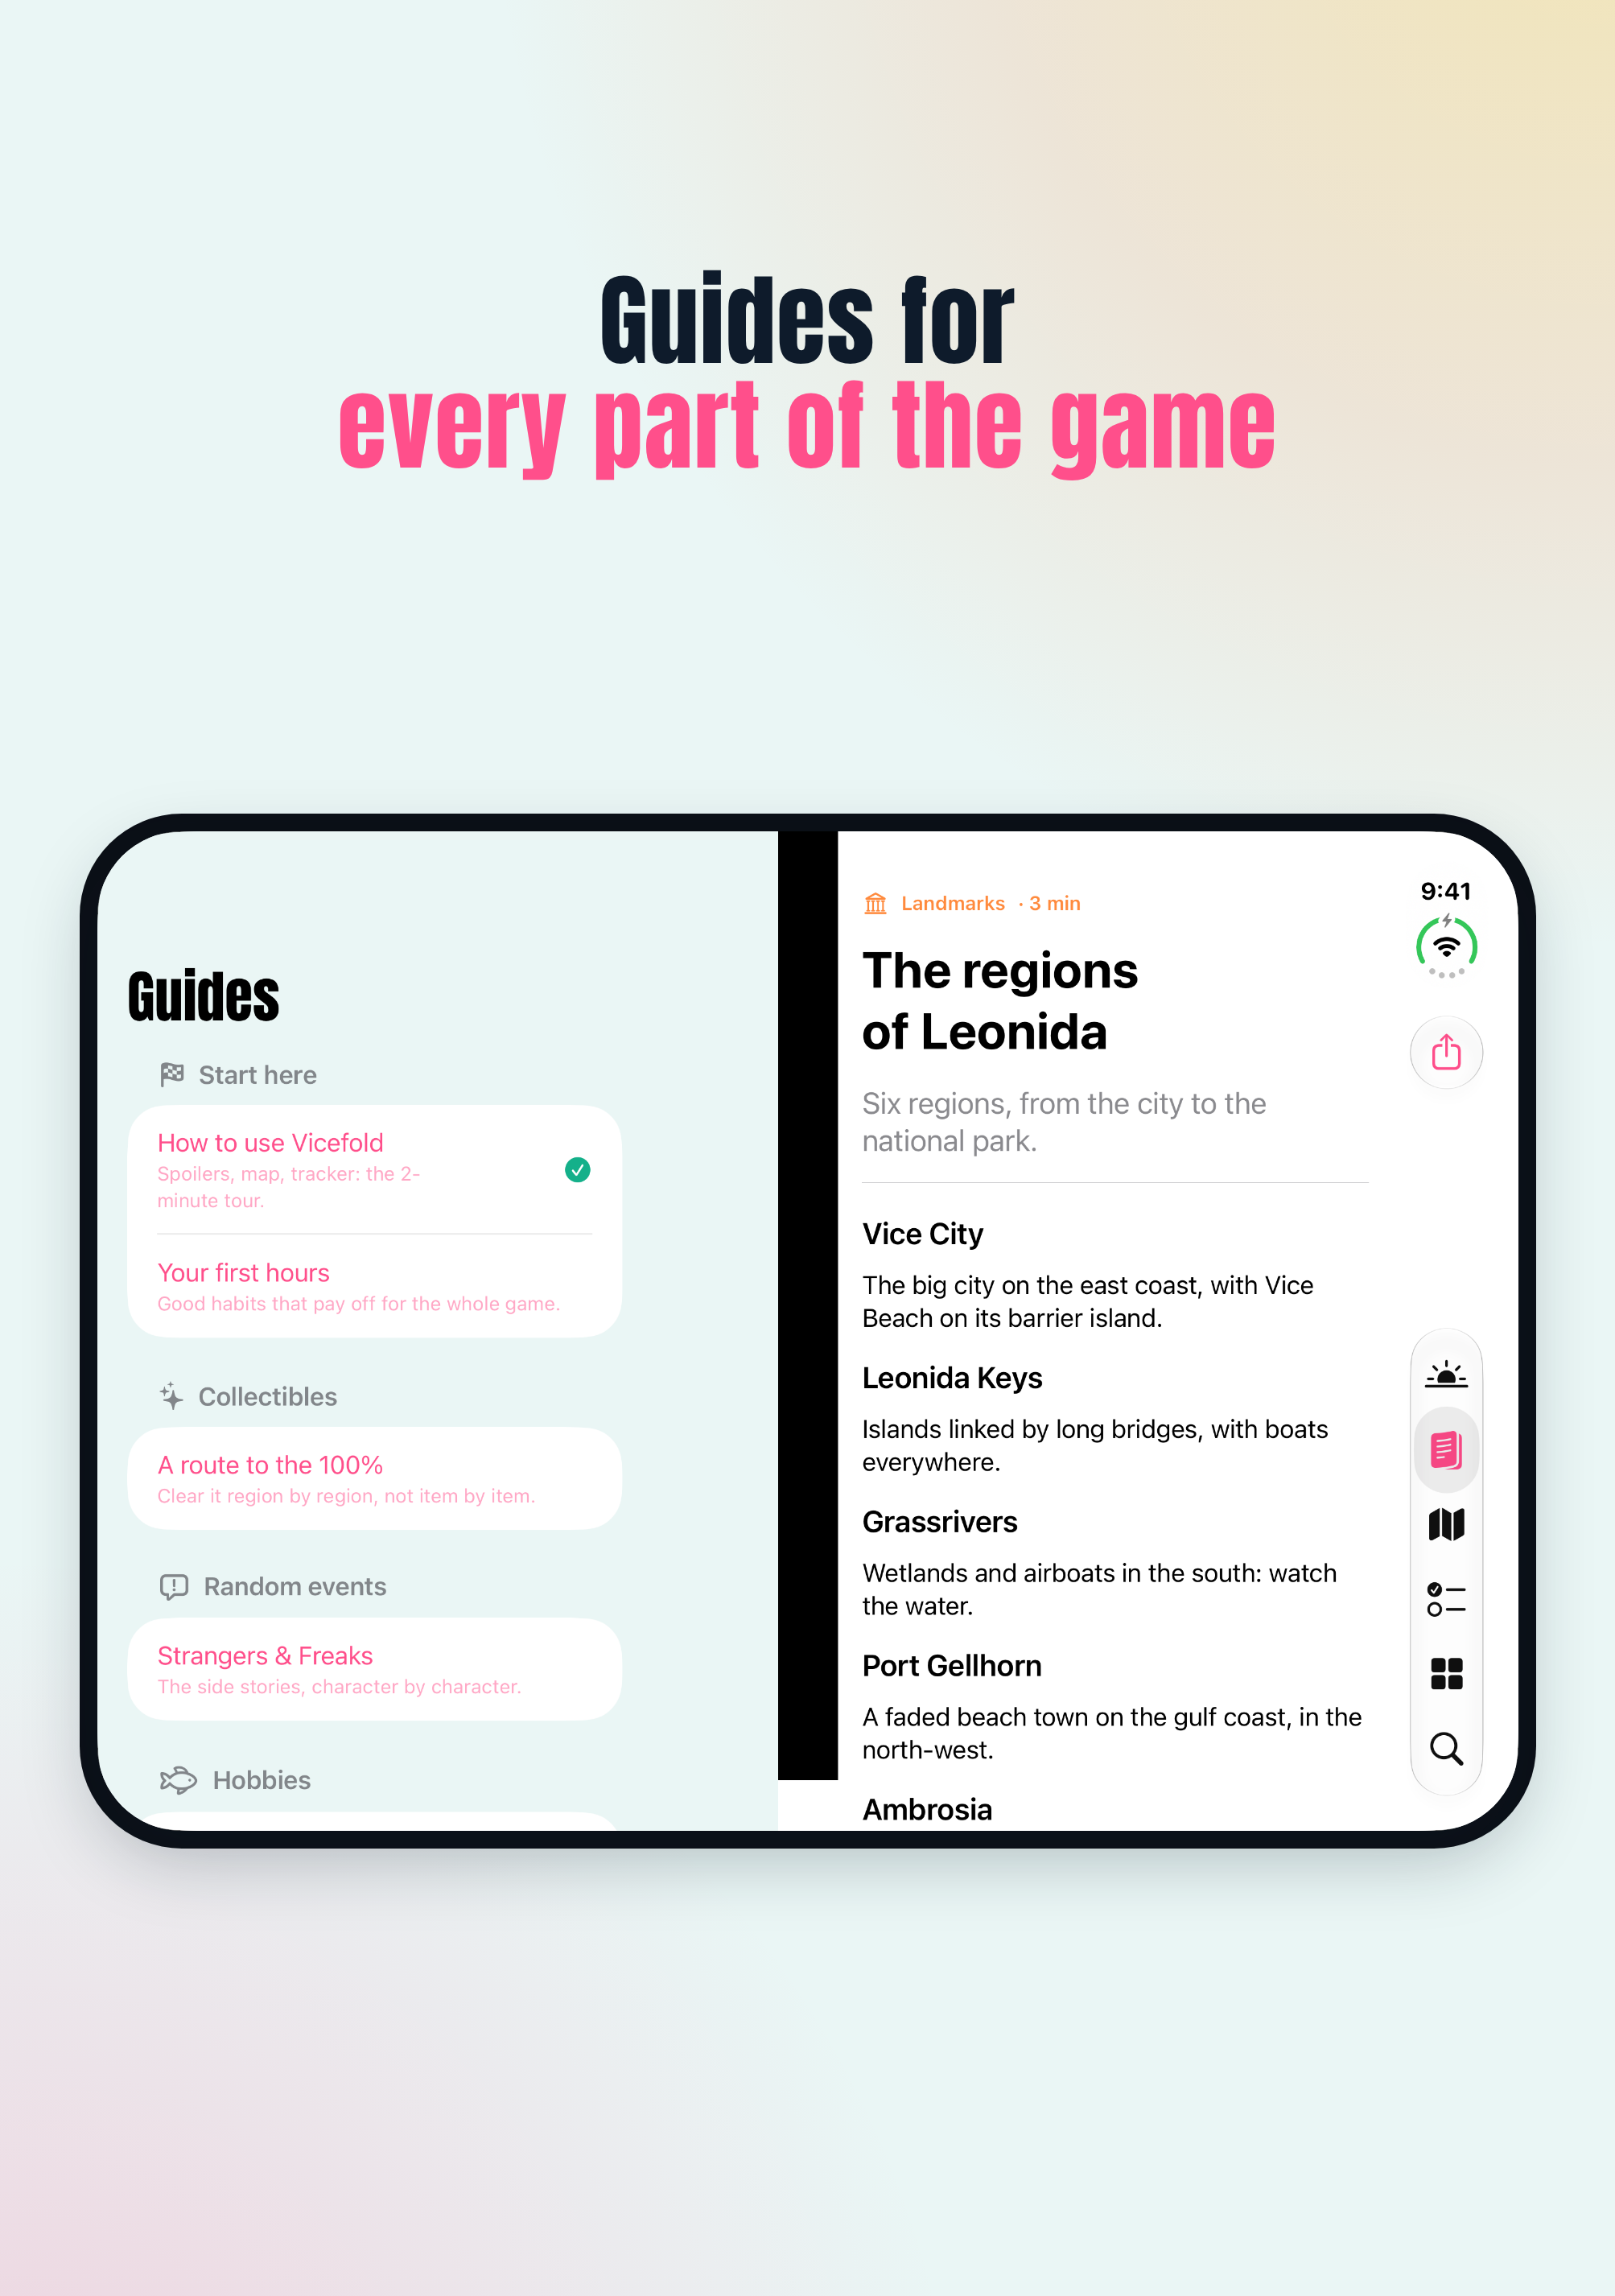 Guides for
every part of the game
Guides
Start here
How to use Vicefold
Spoilers, map, tracker: the 2-
minute tour.
Your first hours
Good habits that pay off for the whole game.
Collectibles
A route to the 100%
Clear it region by region, not item by item.
Random events
Strangers & Freaks
The side stories, character by character.
Hobbies
Landmarks · 3 min
The regions
of Leonida
Six regions, from the city to the
national park.
Vice City
The big city on the east coast, with Vice
Beach on its barrier island.
Leonida Keys
Islands linked by long bridges, with boats
everywhere.
Grassrivers
Wetlands and airboats in the south: watch
the water.
Port Gellhorn
A faded beach town on the gulf coast, in the
north-west.
Ambrosia
9:41